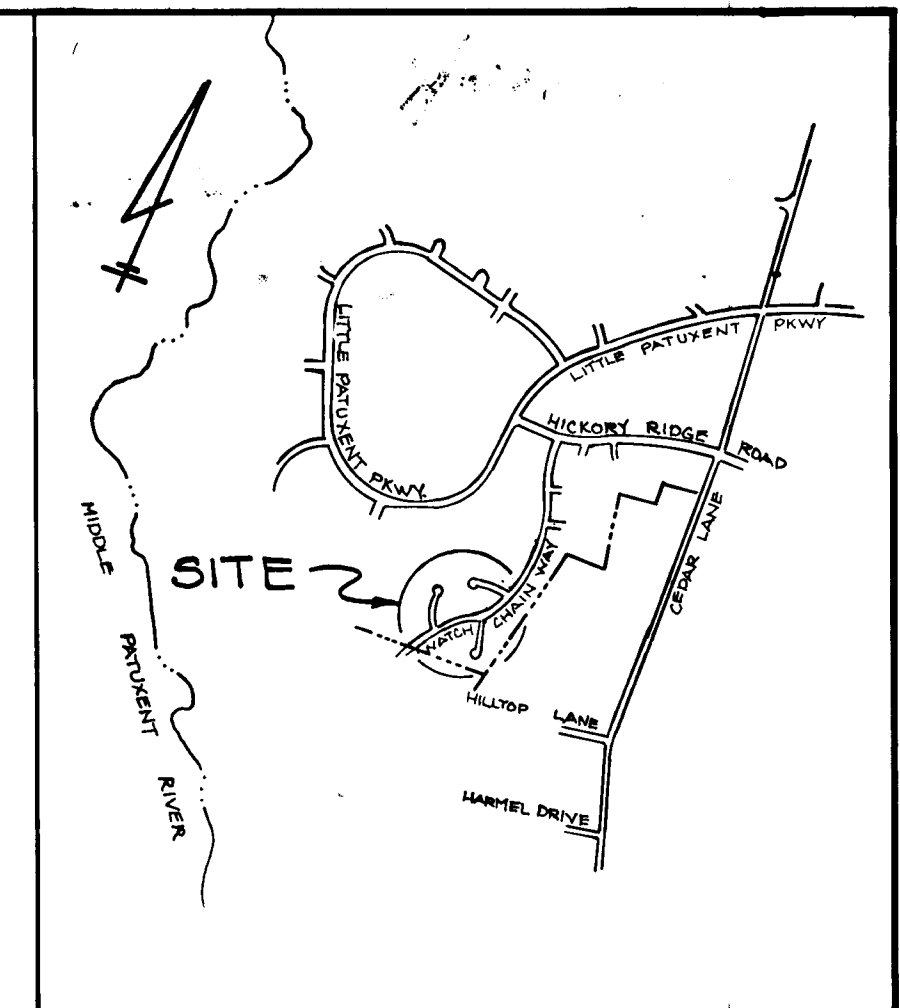 LITTLE PATUXENT PKWY.
LITTLE PATUXENT PKWY
HICKORY RIDGE ROAD
CEDAR LANE
MIDDLE PATUXENT RIVER
SITE
WATCH CHAIN WAY
HILLTOP LANE
HARMEL DRIVE